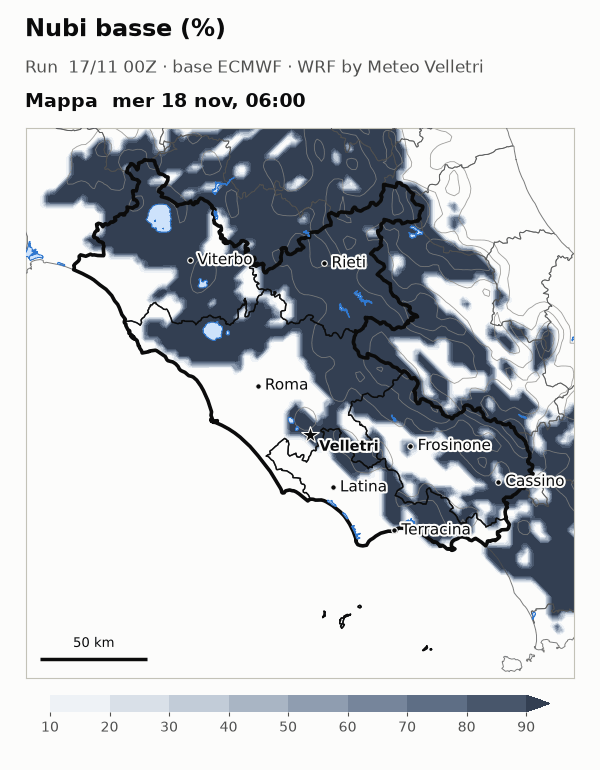 Nubi basse (%)
Run  17/11 00Z · base ECMWF · WRF by Meteo Velletri
Mappa  mer 18 nov, 06:00
Viterbo
Rieti
Roma
Velletri
Frosinone
Cassino
Latina
Terracina
50 km
10 20 30 40 50 60 70 80 90